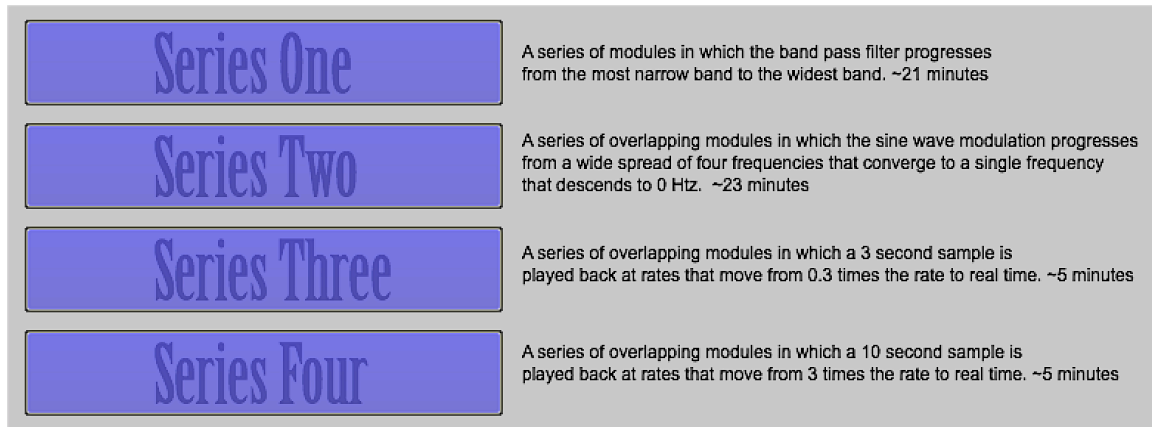 Series One
A series of modules in which the band pass filter progresses
from the most narrow band to the widest band. ~21 minutes
Series Two
A series of overlapping modules in which the sine wave modulation progresses
from a wide spread of four frequencies that converge to a single frequency
that descends to 0 Htz.  ~23 minutes
Series Three
A series of overlapping modules in which a 3 second sample is
played back at rates that move from 0.3 times the rate to real time. ~5 minutes
Series Four
A series of overlapping modules in which a 10 second sample is
played back at rates that move from 3 times the rate to real time. ~5 minutes